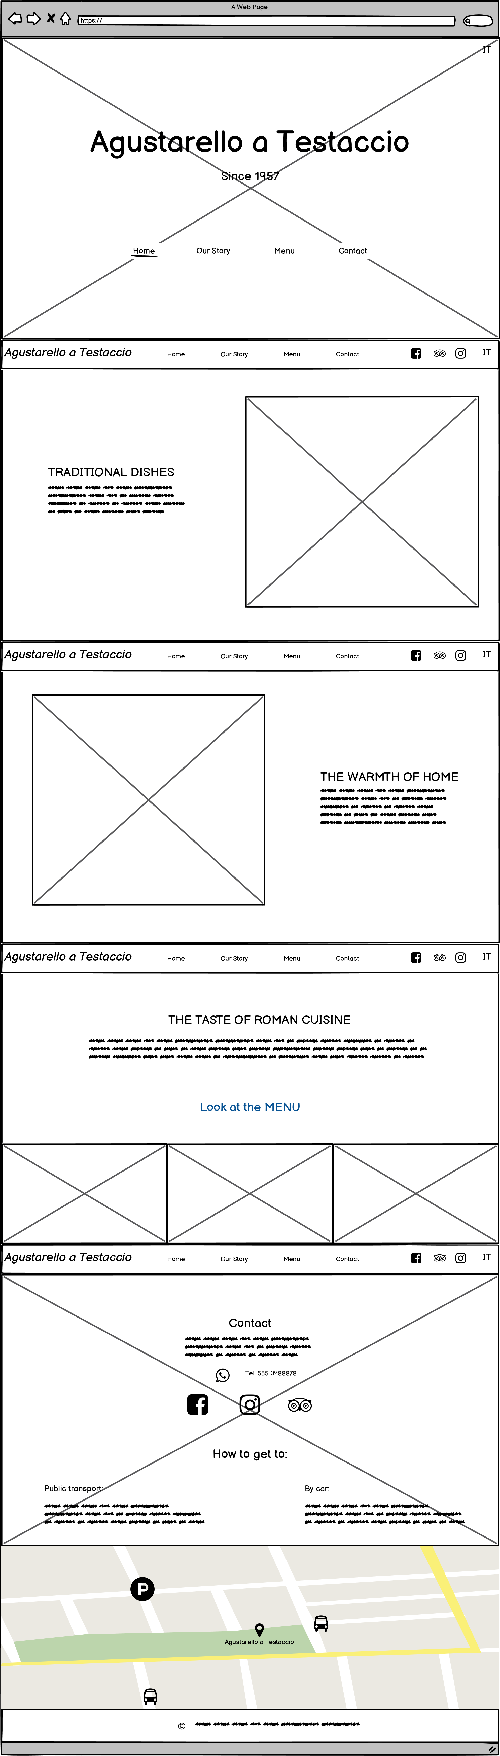 A Web Page
https://
IT
Agustarello a Testaccio
Since 1957
Home Our Story Menu Contact
Agustarello a Testaccio Home Our Story Menu Contact IT
TRADITIONAL DISHES
Agustarello a Testaccio Home Our Story Menu Contact IT
THE WARMTH OF HOME
Agustarello a Testaccio Home Our Story Menu Contact IT
THE TASTE OF ROMAN CUISINE
Look at the MENU
Agustarello a Testaccio Home Our Story Menu Contact IT
Contact
Tel.
How to get to:
Public transport: By car:
P
Agustarello a Testaccio
©